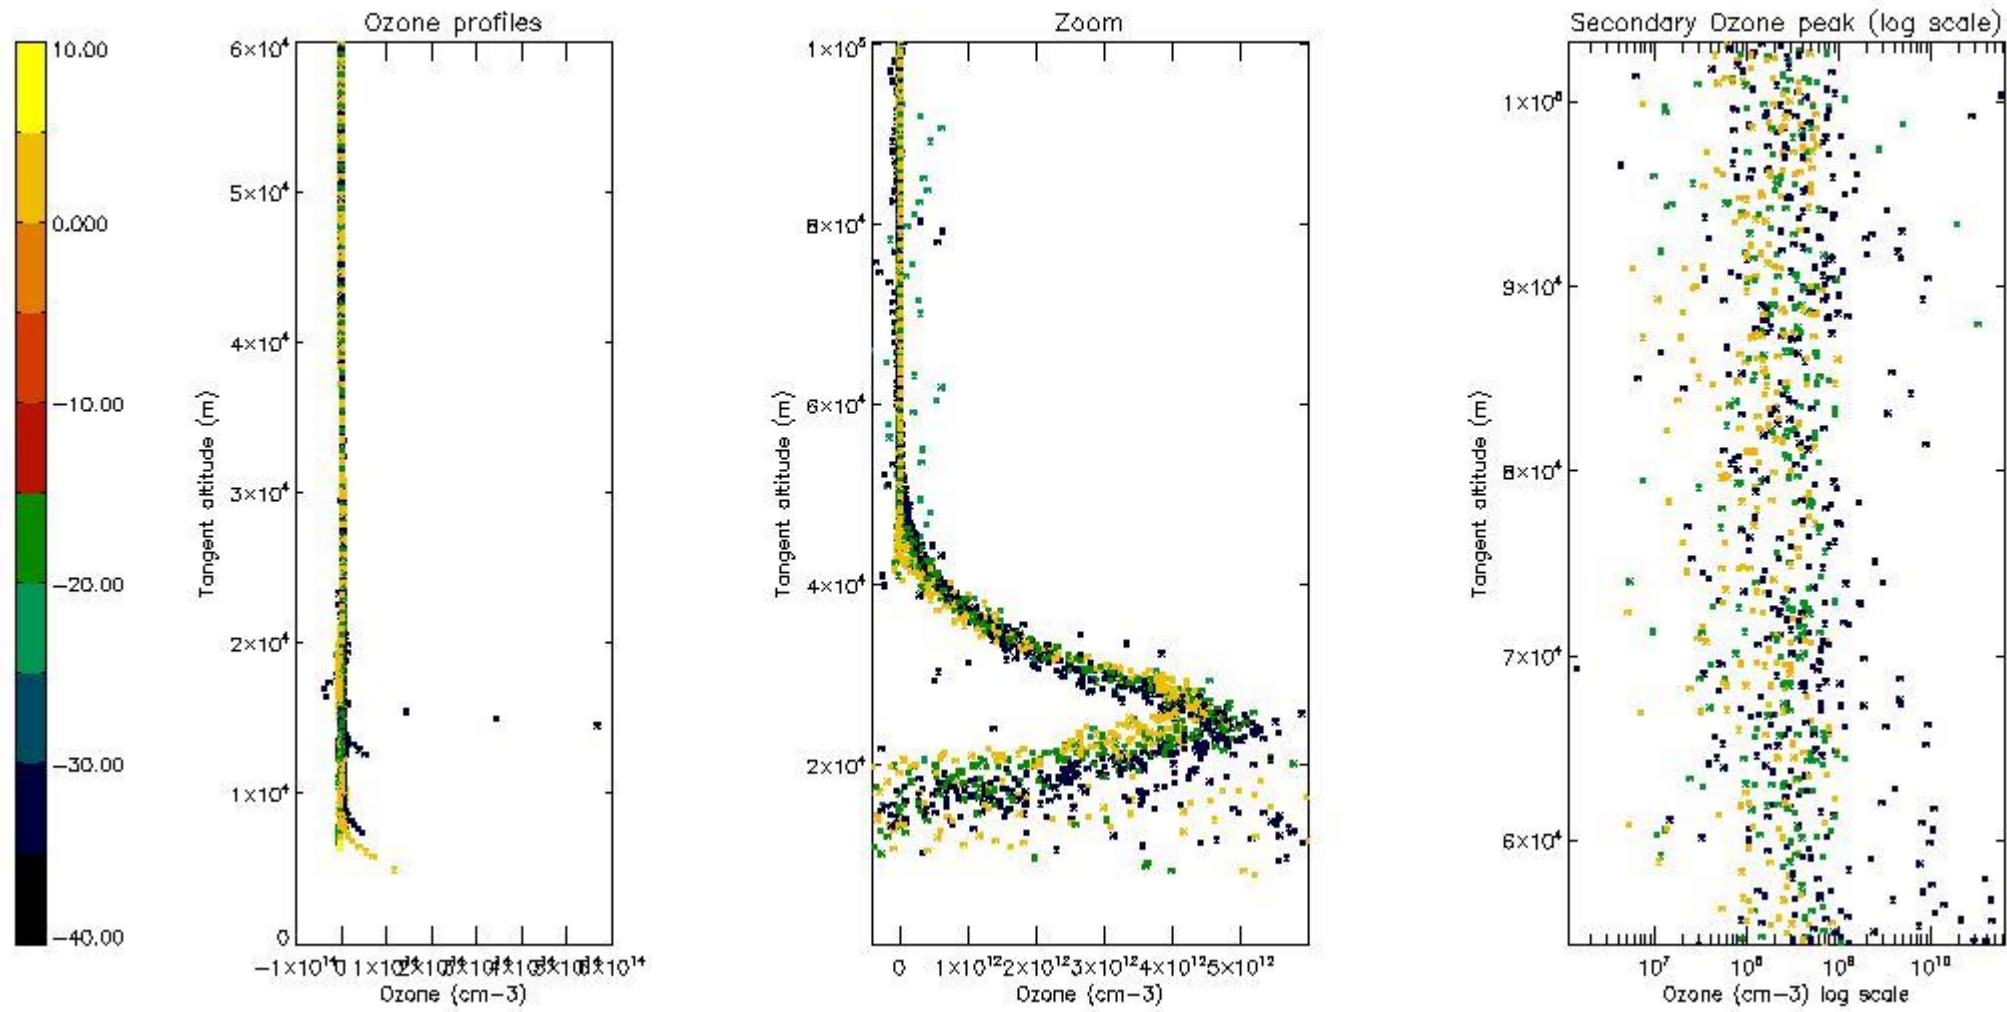 Ozone profiles
Zoom
Secondary Ozone peak (log scale)
10.00
0.000
−10.00
−20.00
−30.00
−40.00
6×10⁴
5×10⁴
4×10⁴
3×10⁴
2×10⁴
1×10⁴
0
Tangent altitude (m)
−1×10¹⁴ 0 6×10¹⁴
Ozone (cm−3)
1×10⁵
8×10⁴
6×10⁴
4×10⁴
2×10⁴
Tangent altitude (m)
0 1×10¹² 2×10¹² 3×10¹² 4×10¹² 5×10¹²
Ozone (cm−3)
9×10⁴
8×10⁴
7×10⁴
6×10⁴
Tangent altitude (m)
10⁷ 10⁸ 10⁹ 10¹⁰
Ozone (cm−3) log scale